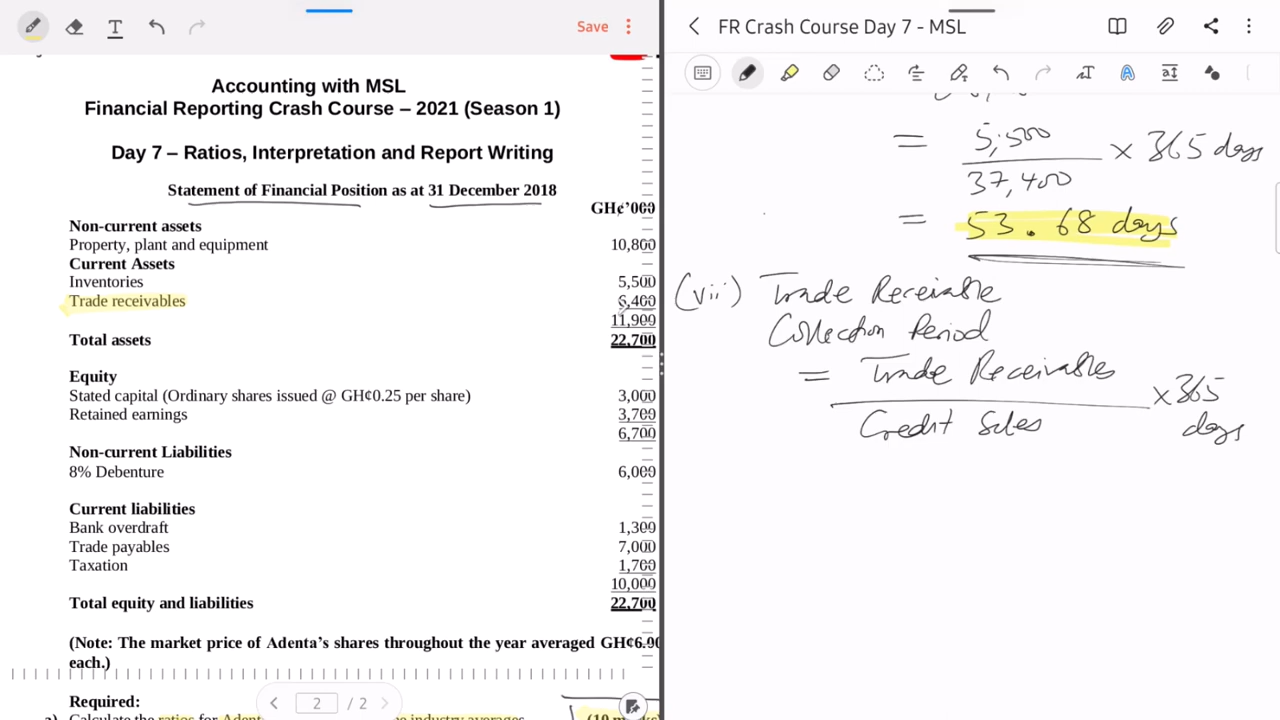 Save
Accounting with MSL
Financial Reporting Crash Course – 2021 (Season 1)
Day 7 – Ratios, Interpretation and Report Writing
Statement of Financial Position as at 31 December 2018
GH¢'000
Non-current assets
Property, plant and equipment 10,800
Current Assets
Inventories 5,500
Trade receivables 6,400
11,900
Total assets 22,700
Equity
Stated capital (Ordinary shares issued @ GH¢0.25 per share) 3,000
Retained earnings 3,700
6,700
Non-current Liabilities
8% Debenture 6,000
Current liabilities
Bank overdraft 1,300
Trade payables 7,000
Taxation 1,700
10,000
Total equity and liabilities 22,700
(Note: The market price of Adenta's shares throughout the year averaged GH¢6.00
each.)
Required:
2 / 2
FR Crash Course Day 7 - MSL
= 5,500 / 37,400 × 365 days
= 53.68 days
(vii) Trade Receivable
Collection Period
= Trade Receivables / Credit Sales × 365 days